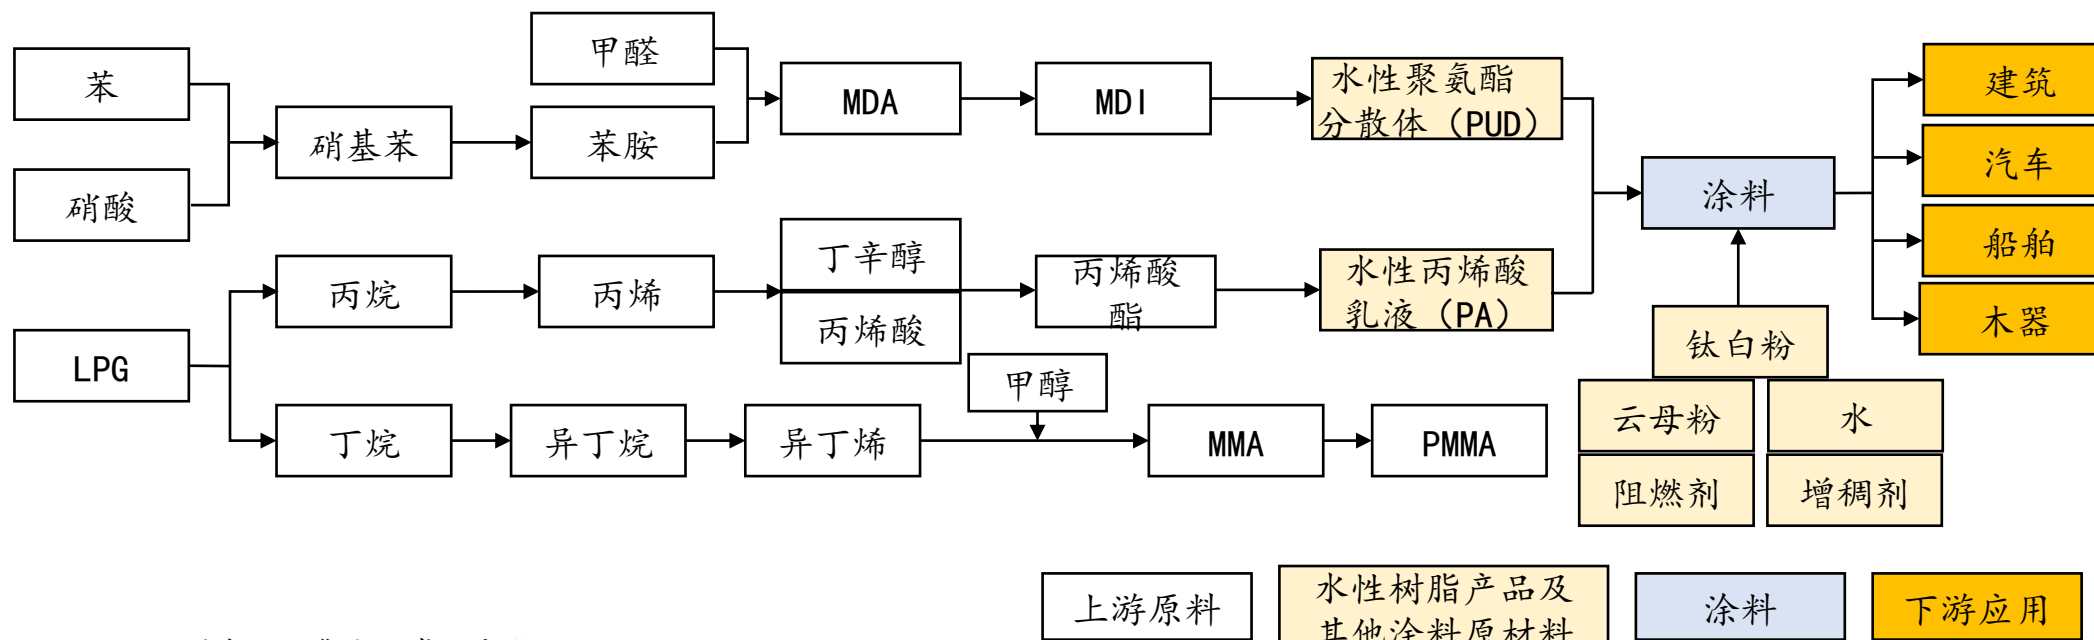 苯
硝酸
硝基苯
甲醛
苯胺
MDA
MDI
水性聚氨酯
分散体（PUD）
LPG
丙烷
丙烯
丁辛醇
丙烯酸
丙烯酸
酯
水性丙烯酸
乳液（PA）
丁烷
异丁烷
异丁烯
甲醇
MMA
PMMA
涂料
钛白粉
云母粉
水
阻燃剂
增稠剂
建筑
汽车
船舶
木器
上游原料
水性树脂产品及
其他涂料原材料
涂料
下游应用